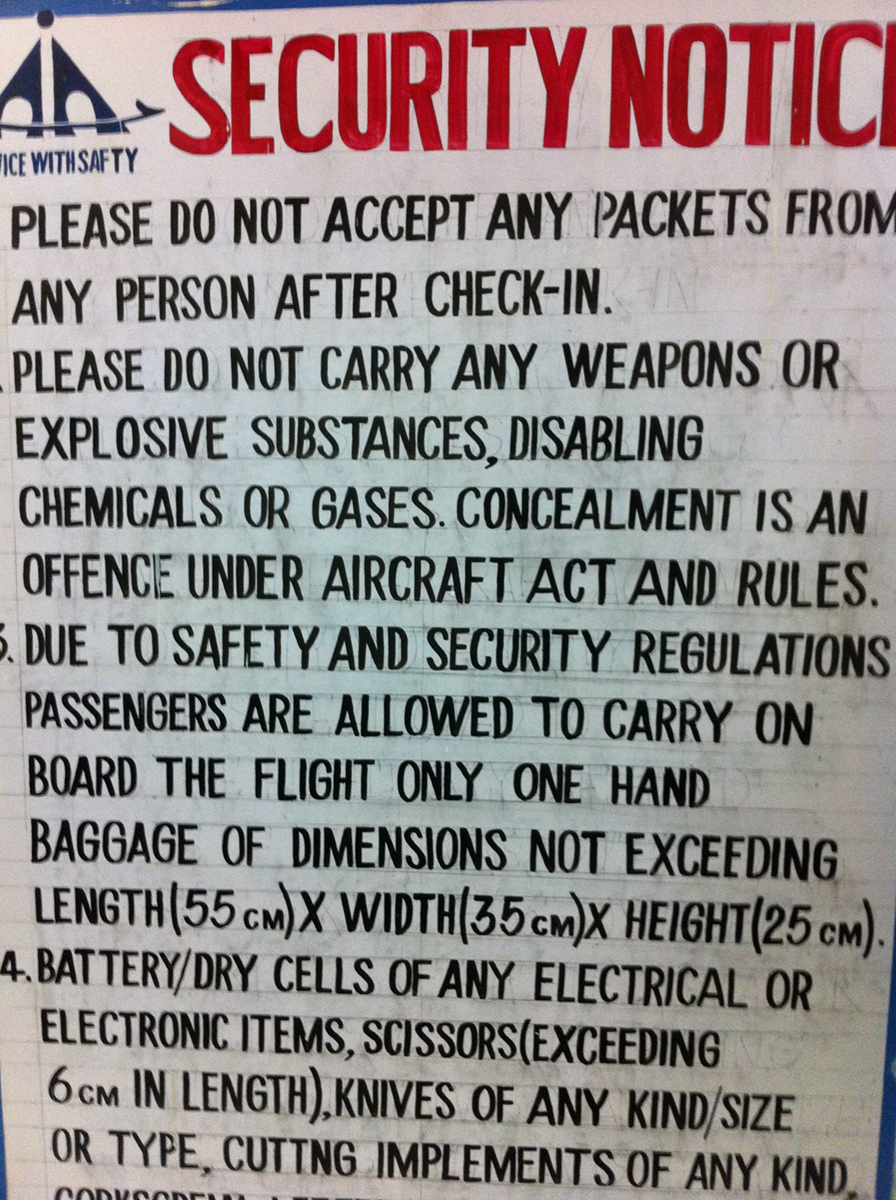 SECURITY NOTIC
VICE WITH SAFTY
PLEASE DO NOT ACCEPT ANY PACKETS FROM
ANY PERSON AFTER CHECK-IN.
PLEASE DO NOT CARRY ANY WEAPONS OR
EXPLOSIVE SUBSTANCES, DISABLING
CHEMICALS OR GASES. CONCEALMENT IS AN
OFFENCE UNDER AIRCRAFT ACT AND RULES.
3. DUE TO SAFETY AND SECURITY REGULATIONS
PASSENGERS ARE ALLOWED TO CARRY ON
BOARD THE FLIGHT ONLY ONE HAND
BAGGAGE OF DIMENSIONS NOT EXCEEDING
LENGTH(55 CM)X WIDTH(35 CM)X HEIGHT(25 CM).
4. BATTERY/DRY CELLS OF ANY ELECTRICAL OR
ELECTRONIC ITEMS, SCISSORS(EXCEEDING
6 CM IN LENGTH), KNIVES OF ANY KIND/SIZE
OR TYPE, CUTTNG IMPLEMENTS OF ANY KIND.